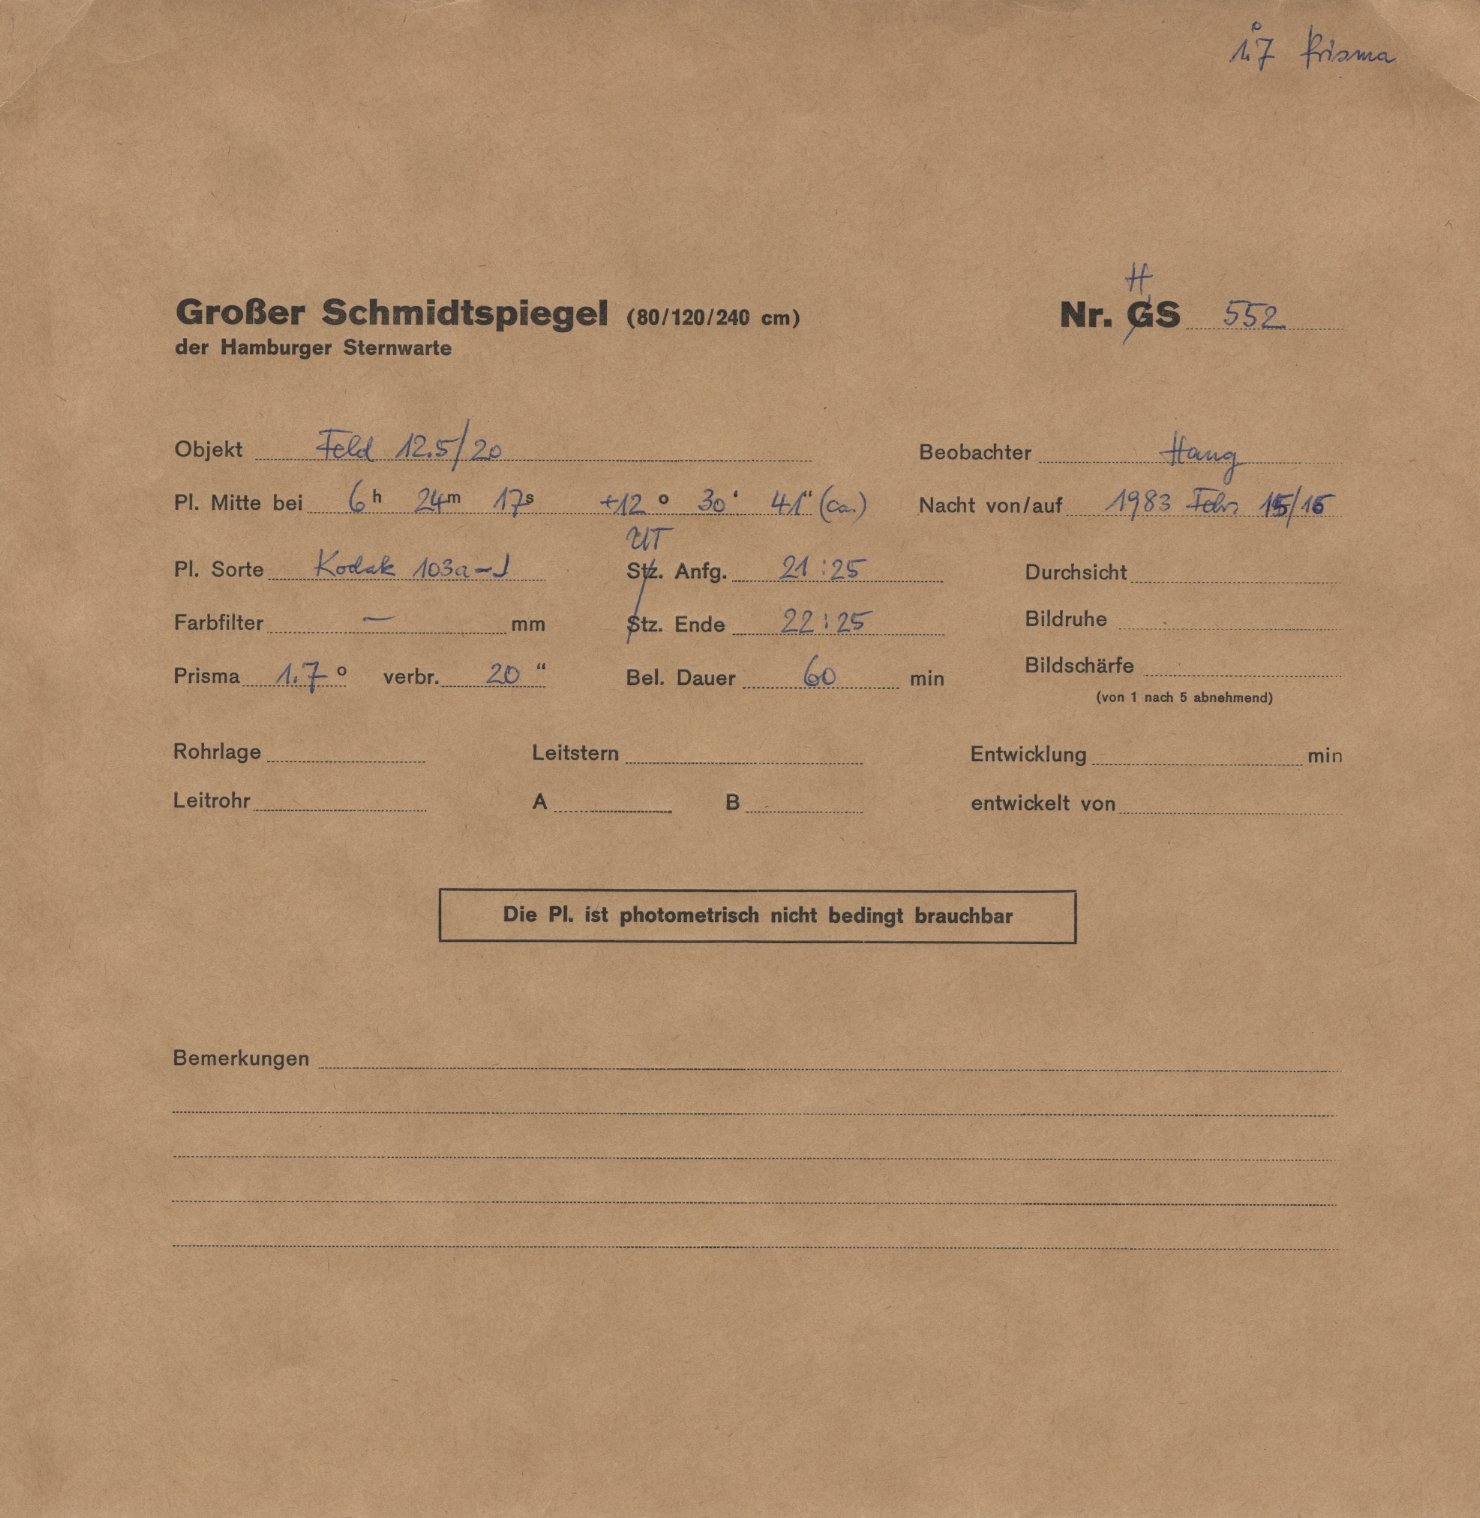 1°.7 Prisma
H
Großer Schmidtspiegel (80/120/240 cm) Nr. GS 552
der Hamburger Sternwarte
Objekt Feld 12.5/20 Beobachter Haug
Pl. Mitte bei 6 h 24 m 17 s +12 ° 30 ' 41 " (ca.) Nacht von/auf 1983 Febr 15/16
UT
Pl. Sorte Kodak 103a-J Stz. Anfg. 21:25 Durchsicht
Farbfilter — mm Stz. Ende 22:25 Bildruhe
Prisma 1.7 ° verbr. 20 " Bel. Dauer 60 min Bildschärfe
(von 1 nach 5 abnehmend)
Rohrlage Leitstern Entwicklung min
Leitrohr A B entwickelt von
Die Pl. ist photometrisch nicht bedingt brauchbar
Bemerkungen